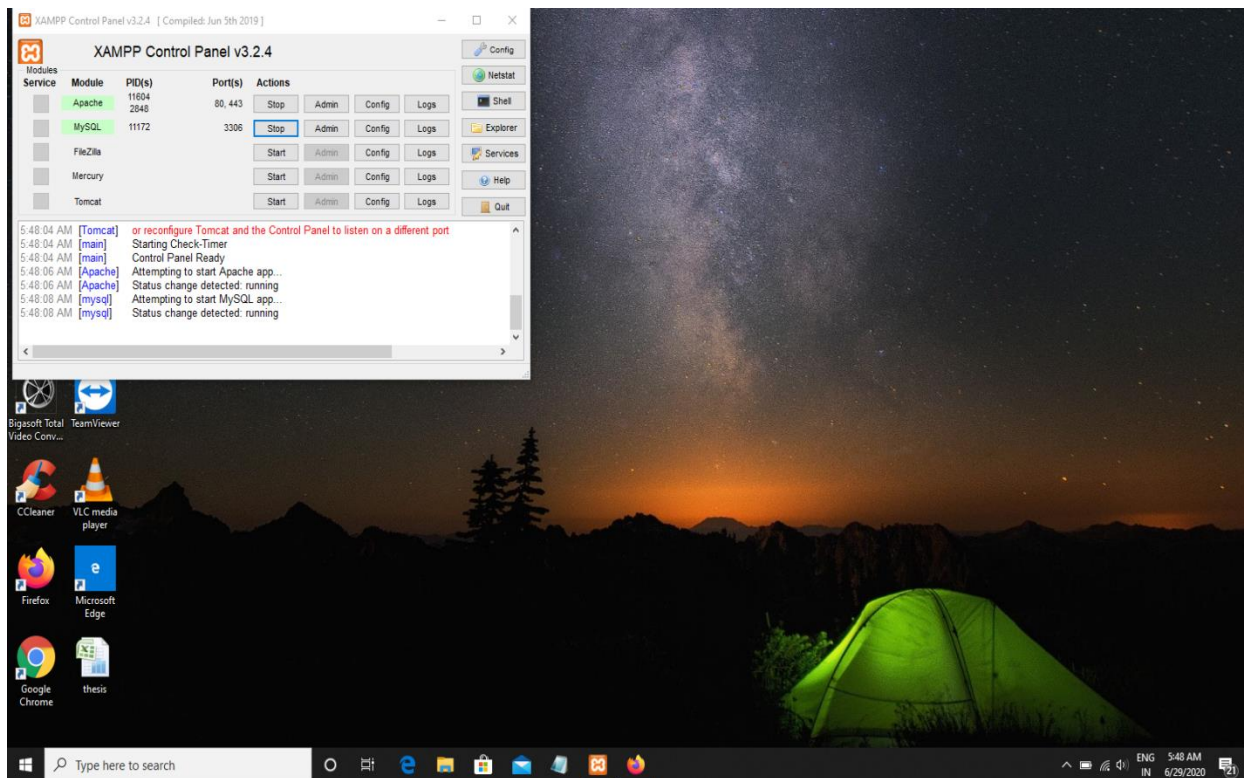 XAMPP Control Panel v3.2.4 [ Compiled: Jun 5th 2019 ]
XAMPP Control Panel v3.2.4
Config
Modules
Service Module PID(s) Port(s) Actions
Netstat
Apache 11604 2848 80, 443 Stop Admin Config Logs
Shell
MySQL 11172 3306 Stop Admin Config Logs
Explorer
FileZilla Start Admin Config Logs
Services
Mercury Start Admin Config Logs
Help
Tomcat Start Admin Config Logs
Quit
5:48:04 AM [Tomcat] or reconfigure Tomcat and the Control Panel to listen on a different port
5:48:04 AM [main] Starting Check-Timer
5:48:04 AM [main] Control Panel Ready
5:48:06 AM [Apache] Attempting to start Apache app...
5:48:06 AM [Apache] Status change detected: running
5:48:08 AM [mysql] Attempting to start MySQL app...
5:48:08 AM [mysql] Status change detected: running
Bigasoft Total
Video Conv...
TeamViewer
CCleaner
VLC media
player
Firefox
Microsoft
Edge
Google
Chrome
thesis
Type here to search
ENG
IN
5:48 AM
6/29/2020
21